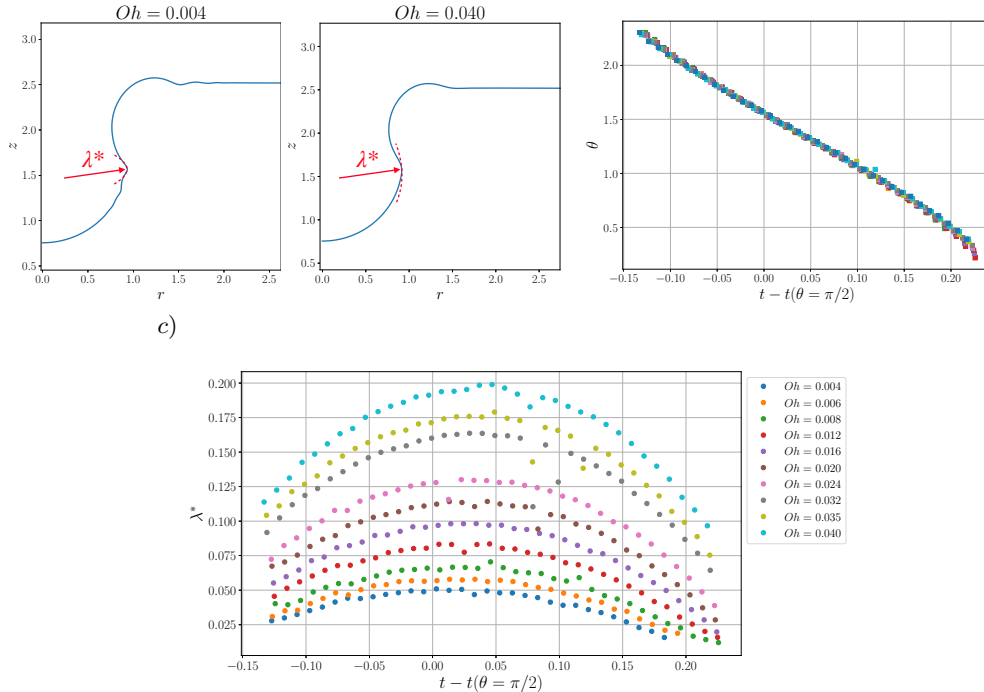 Oh = 0.004
3.0
2.5
2.0
1.5
1.0
0.5
z
λ*
0.0 0.5 1.0 1.5 2.0 2.5
r
Oh = 0.040
3.0
2.5
2.0
1.5
1.0
0.5
z
λ*
0.0 0.5 1.0 1.5 2.0 2.5
r
2.0
1.5
1.0
0.5
θ
−0.15 −0.10 −0.05 0.00 0.05 0.10 0.15 0.20
t − t(θ = π/2)
c)
0.200
0.175
0.150
0.125
0.100
0.075
0.050
0.025
λ*
−0.15 −0.10 −0.05 0.00 0.05 0.10 0.15 0.20
t − t(θ = π/2)
Oh = 0.004
Oh = 0.006
Oh = 0.008
Oh = 0.012
Oh = 0.016
Oh = 0.020
Oh = 0.024
Oh = 0.032
Oh = 0.035
Oh = 0.040